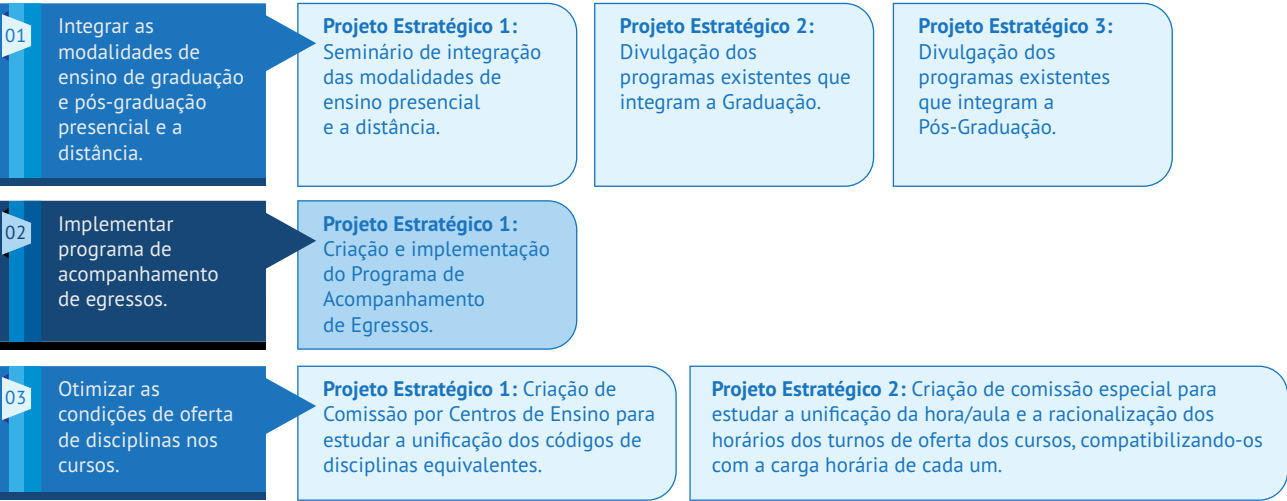 01
Integrar as
modalidades de
ensino de graduação
e pós-graduação
presencial e a
distância.
Projeto Estratégico 1:
Seminário de integração
das modalidades de
ensino presencial
e a distância.
Projeto Estratégico 2:
Divulgação dos
programas existentes que
integram a Graduação.
Projeto Estratégico 3:
Divulgação dos
programas existentes
que integram a
Pós-Graduação.
02
Implementar
programa de
acompanhamento
de egressos.
Projeto Estratégico 1:
Criação e implementação
do Programa de
Acompanhamento
de Egressos.
03
Otimizar as
condições de oferta
de disciplinas nos
cursos.
Projeto Estratégico 1: Criação de
Comissão por Centros de Ensino para
estudar a unificação dos códigos de
disciplinas equivalentes.
Projeto Estratégico 2: Criação de comissão especial para
estudar a unificação da hora/aula e a racionalização dos
horários dos turnos de oferta dos cursos, compatibilizando-os
com a carga horária de cada um.